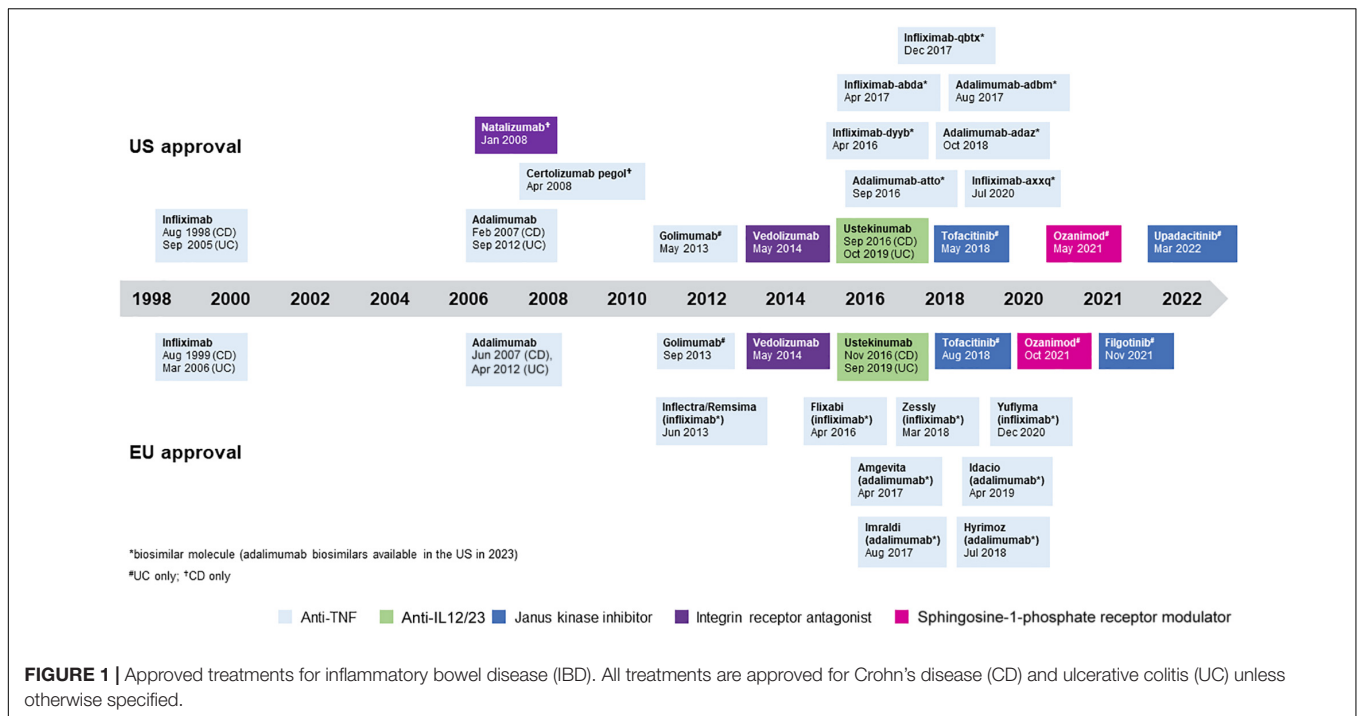 Infliximab-qbtx*
Dec 2017
Infliximab-abda*
Apr 2017
Adalimumab-adbm*
Aug 2017
US approval
Natalizumab†
Jan 2008
Infliximab-dyyb*
Apr 2016
Adalimumab-adaz*
Oct 2018
Certolizumab pegol†
Apr 2008
Adalimumab-atto*
Sep 2016
Infliximab-axxq*
Jul 2020
Infliximab
Aug 1998 (CD)
Sep 2005 (UC)
Adalimumab
Feb 2007 (CD)
Sep 2012 (UC)
Golimumab#
May 2013
Vedolizumab
May 2014
Ustekinumab
Sep 2016 (CD)
Oct 2019 (UC)
Tofacitinib#
May 2018
Ozanimod#
May 2021
Upadacitinib#
Mar 2022
1998 2000 2002 2004 2006 2008 2010 2012 2014 2016 2018 2020 2021 2022
Infliximab
Aug 1999 (CD)
Mar 2006 (UC)
Adalimumab
Jun 2007 (CD),
Apr 2012 (UC)
Golimumab#
Sep 2013
Vedolizumab
May 2014
Ustekinumab
Nov 2016 (CD)
Sep 2019 (UC)
Tofacitinib#
Aug 2018
Ozanimod#
Oct 2021
Filgotinib#
Nov 2021
Inflectra/Remsima
(infliximab*)
Jun 2013
Flixabi
(infliximab*)
Apr 2016
Zessly
(infliximab*)
Mar 2018
Yuflyma
(infliximab*)
Dec 2020
EU approval
Amgevita
(adalimumab*)
Apr 2017
Idacio
(adalimumab*)
Apr 2019
Imraldi
(adalimumab*)
Aug 2017
Hyrimoz
(adalimumab*)
Jul 2018
*biosimilar molecule (adalimumab biosimilars available in the US in 2023)
#UC only; †CD only
Anti-TNF Anti-IL12/23 Janus kinase inhibitor Integrin receptor antagonist Sphingosine-1-phosphate receptor modulator
FIGURE 1 | Approved treatments for inflammatory bowel disease (IBD). All treatments are approved for Crohn's disease (CD) and ulcerative colitis (UC) unless
otherwise specified.